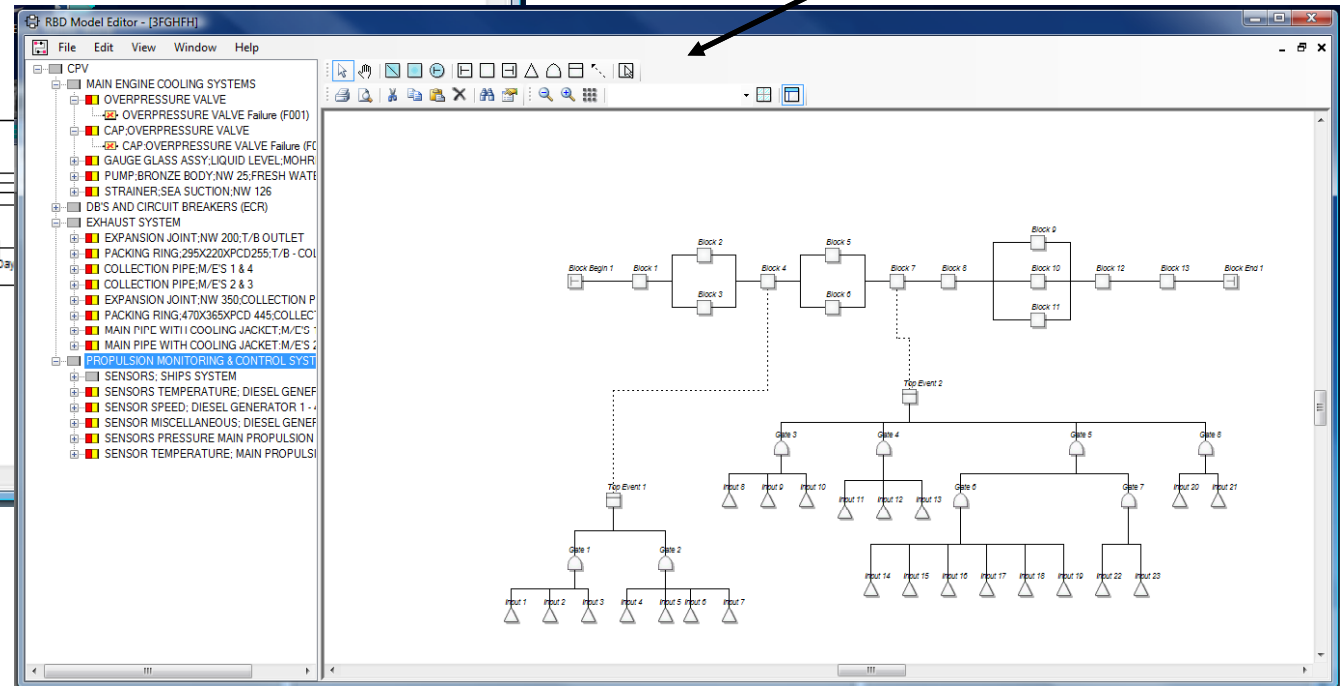 RBD Model Editor - [3FGHFH]
File Edit View Window Help
CPV
MAIN ENGINE COOLING SYSTEMS
OVERPRESSURE VALVE
OVERPRESSURE VALVE Failure (F001)
CAP;OVERPRESSURE VALVE
CAP:OVERPRESSURE VALVE Failure (F0
GAUGE GLASS ASSY;LIQUID LEVEL;MOHR
PUMP;BRONZE BODY;NW 25;FRESH WATE
STRAINER;SEA SUCTION;NW 126
DB'S AND CIRCUIT BREAKERS (ECR)
EXHAUST SYSTEM
EXPANSION JOINT;NW 200;T/B OUTLET
PACKING RING;295X220XPCD255;T/B - COL
COLLECTION PIPE;M/E'S 1 & 4
COLLECTION PIPE;M/E'S 2 & 3
EXPANSION JOINT;NW 350;COLLECTION P
PACKING RING;470X365XPCD 445;COLLEC
MAIN PIPE WITH COOLING JACKET;M/E'S 1
MAIN PIPE WITH COOLING JACKET;M/E'S 2
PROPULSION MONITORING & CONTROL SYST
SENSORS; SHIPS SYSTEM
SENSORS TEMPERATURE; DIESEL GENER
SENSOR SPEED; DIESEL GENERATOR 1 - 4
SENSOR MISCELLANEOUS; DIESEL GENER
SENSORS PRESSURE MAIN PROPULSION
SENSOR TEMPERATURE; MAIN PROPULSI
Day
Block 9
Block 2 Block 5
Block Begin 1 Block 1 Block 4 Block 7 Block 8 Block 10 Block 12 Block 13 Block End 1
Block 3 Block 6
Block 11
Top Event 2
Gate 3 Gate 4 Gate 5 Gate 8
Top Event 1
Input 8 Input 9 Input 10 Gate 6 Gate 7 Input 20 Input 21
Input 11 Input 12 Input 13
Gate 1 Gate 2
Input 14 Input 15 Input 16 Input 17 Input 18 Input 19 Input 22 Input 23
Input 1 Input 2 Input 3 Input 4 Input 5 Input 6 Input 7